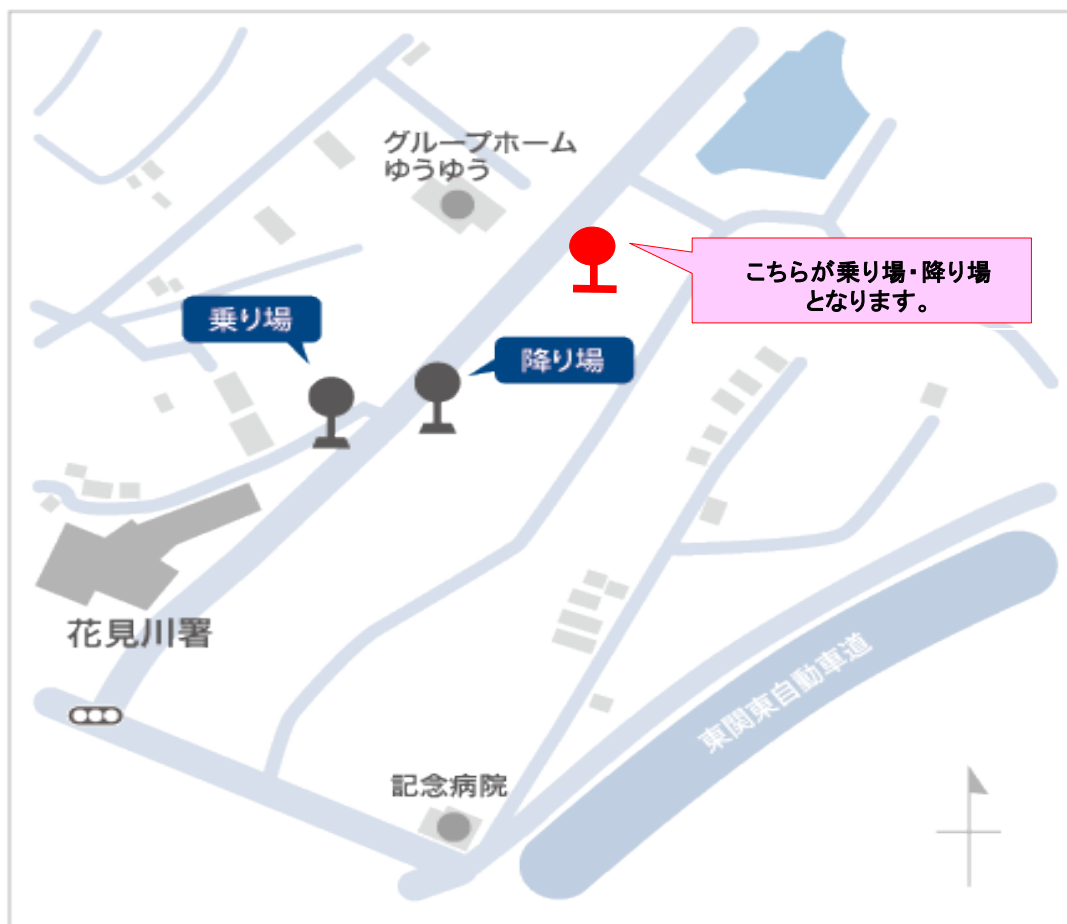 グループホーム
ゆうゆう
こちらが乗り場・降り場
となります。
乗り場
降り場
花見川署
東関東自動車道
記念病院